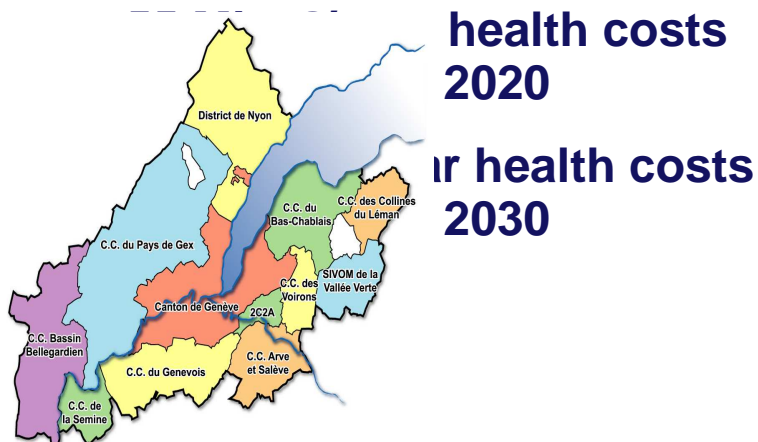 health costs
2020
health costs
2030
District de Nyon
C.C. du
Bas-Chablais
C.C. des Collines
du Léman
C.C. du Pays de Gex
SIVOM de la
Vallée Verte
C.C. des
Voirons
Canton de Genève
2C2A
C.C. Bassin
Bellegardien
C.C. Arve
et Salève
C.C. du Genevois
C.C. de
la Semine